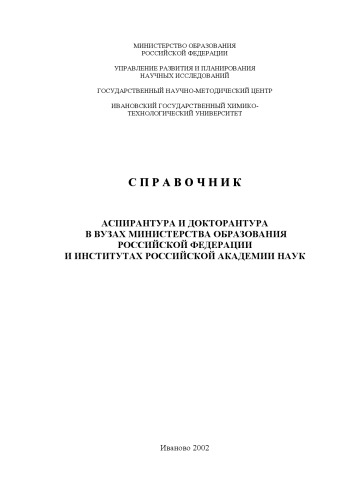 МИНИСТЕРСТВО ОБРАЗОВАНИЯ
РОССИЙСКОЙ ФЕДЕРАЦИИ
УПРАВЛЕНИЕ РАЗВИТИЯ И ПЛАНИРОВАНИЯ
НАУЧНЫХ ИССЛЕДОВАНИЙ
ГОСУДАРСТВЕННЫЙ НАУЧНО-МЕТОДИЧЕСКИЙ ЦЕНТР
ИВАНОВСКИЙ ГОСУДАРСТВЕННЫЙ ХИМИКО-
ТЕХНОЛОГИЧЕСКИЙ УНИВЕРСИТЕТ
СПРАВОЧНИК
АСПИРАНТУРА И ДОКТОРАНТУРА
В ВУЗАХ МИНИСТЕРСТВА ОБРАЗОВАНИЯ
РОССИЙСКОЙ ФЕДЕРАЦИИ
И ИНСТИТУТАХ РОССИЙСКОЙ АКАДЕМИИ НАУК
Иваново 2002